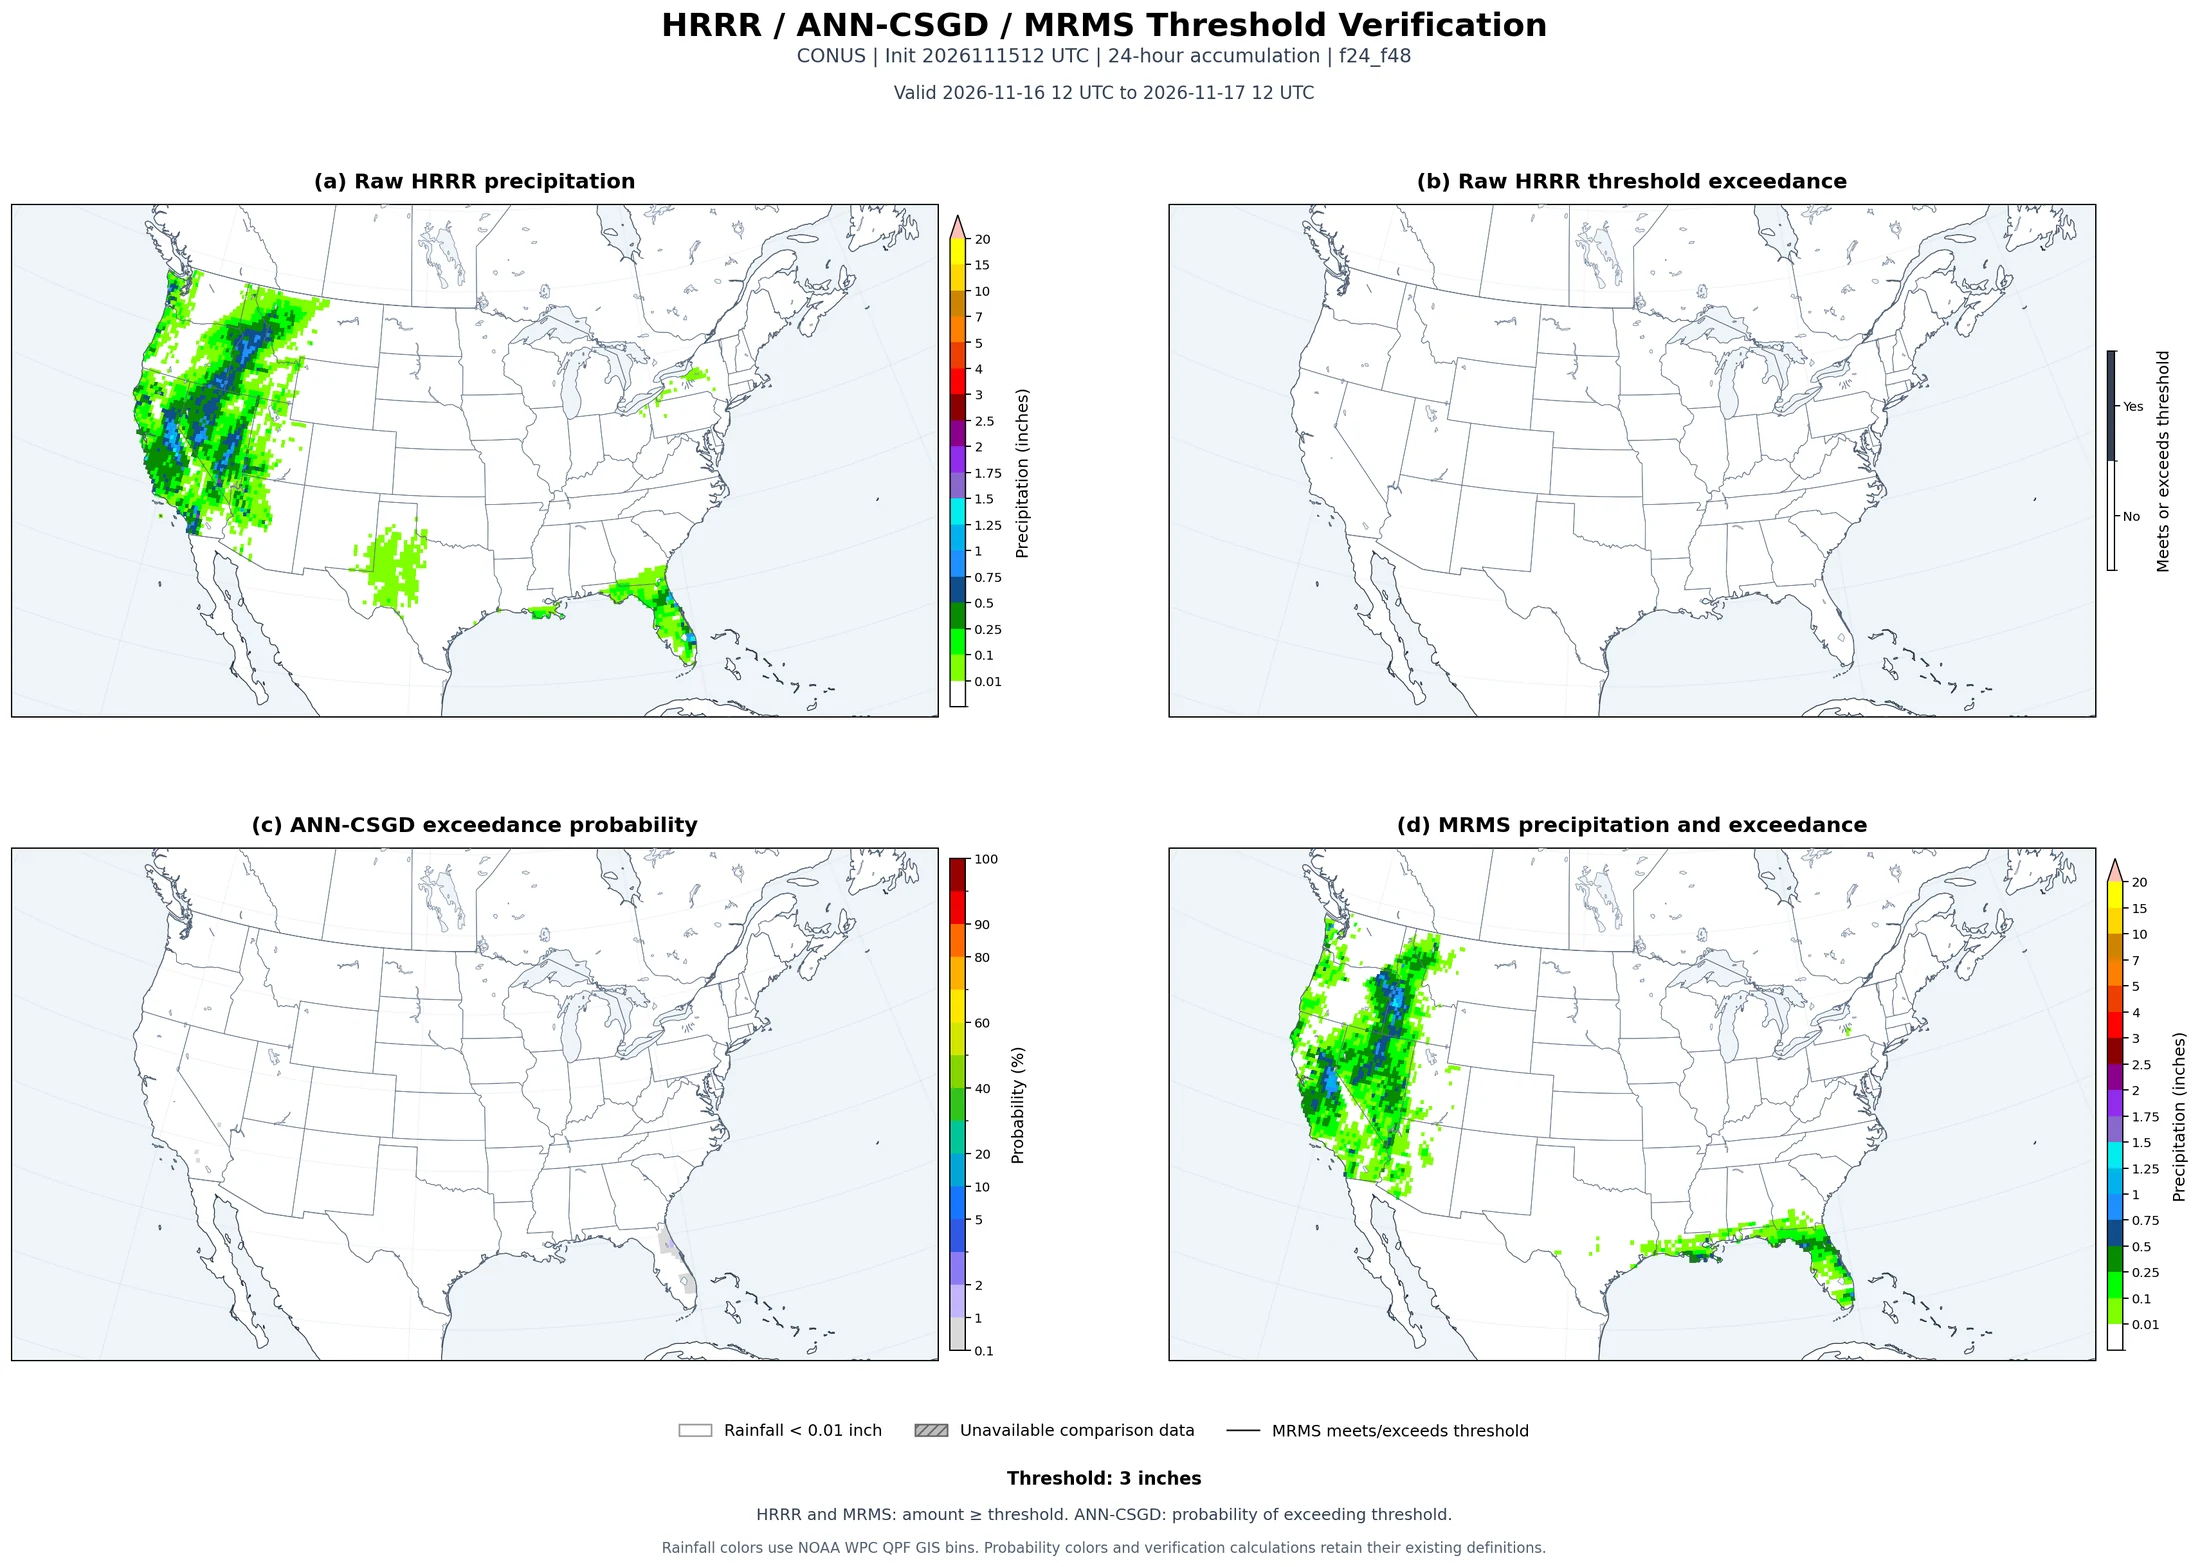 HRRR / ANN-CSGD / MRMS Threshold Verification
CONUS | Init 2026111512 UTC | 24-hour accumulation | f24_f48
Valid 2026-11-16 12 UTC to 2026-11-17 12 UTC
(a) Raw HRRR precipitation
20
15
10
7
5
4
3
2.5
2
1.75
1.5
1.25
1
0.75
0.5
0.25
0.1
0.01
Precipitation (inches)
(b) Raw HRRR threshold exceedance
Yes
No
Meets or exceeds threshold
(c) ANN-CSGD exceedance probability
100
90
80
60
40
20
10
5
2
1
0.1
Probability (%)
(d) MRMS precipitation and exceedance
20
15
10
7
5
4
3
2.5
2
1.75
1.5
1.25
1
0.75
0.5
0.25
0.1
0.01
Precipitation (inches)
Rainfall < 0.01 inch
Unavailable comparison data
MRMS meets/exceeds threshold
Threshold: 3 inches
HRRR and MRMS: amount ≥ threshold. ANN-CSGD: probability of exceeding threshold.
Rainfall colors use NOAA WPC QPF GIS bins. Probability colors and verification calculations retain their existing definitions.